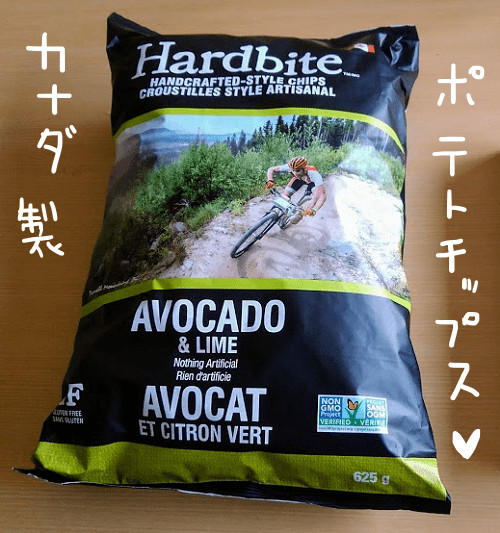 カナダ製
ポテトチップス♥
Hardbite
HANDCRAFTED-STYLE CHIPS
CROUSTILLES STYLE ARTISANAL
AVOCADO
& LIME
Nothing Artificial
Rien d'artificie
AVOCAT
ET CITRON VERT
GLUTEN FREE
SANS GLUTEN
NON
GMO
Project
VERIFIED
PROJET
SANS
OGM
VÉRIFIÉ
625 g